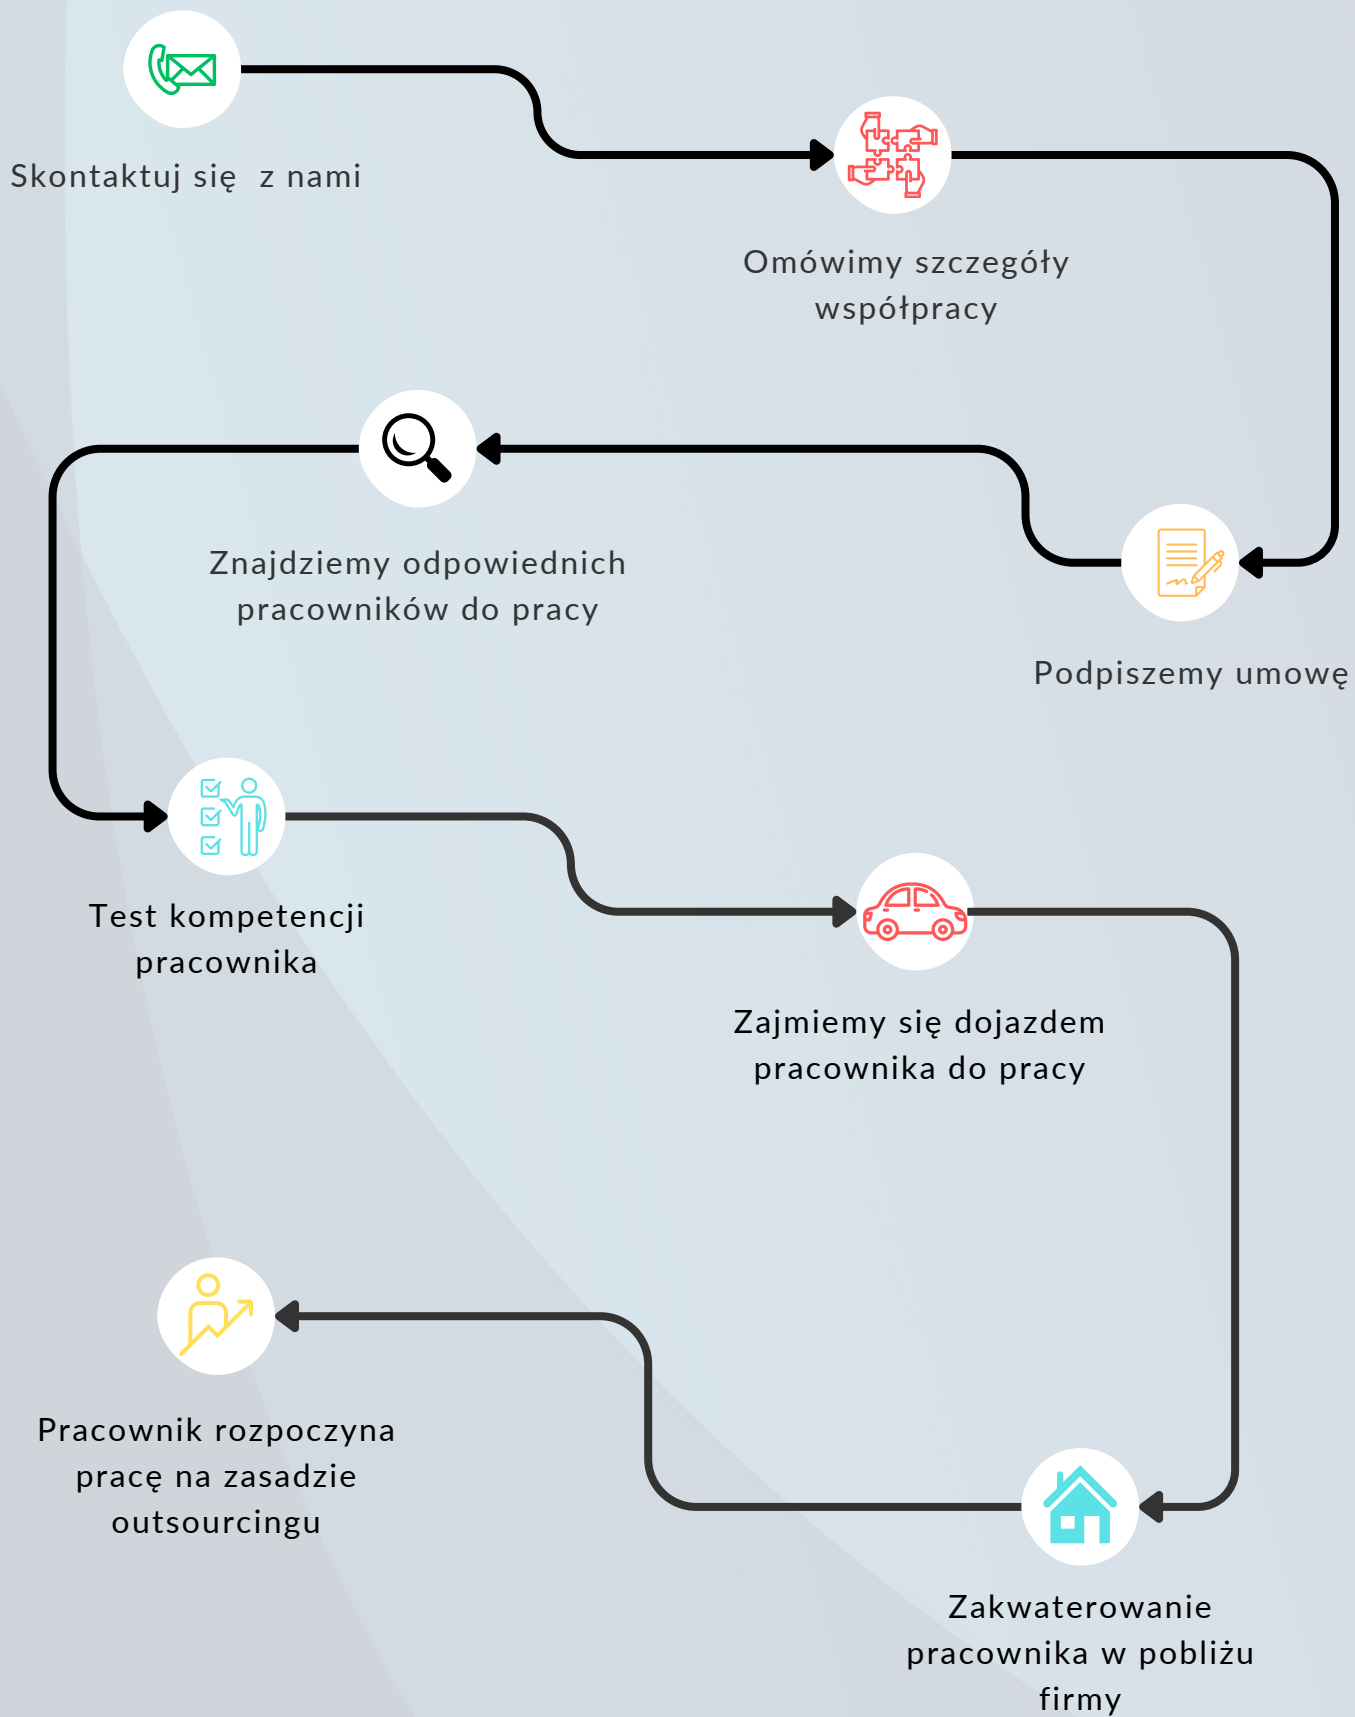 Skontaktuj się z nami
Omówimy szczegóły
współpracy
Podpiszemy umowę
Znajdziemy odpowiednich
pracowników do pracy
Test kompetencji
pracownika
Zajmiemy się dojazdem
pracownika do pracy
Zakwaterowanie
pracownika w pobliżu
firmy
Pracownik rozpoczyna
pracę na zasadzie
outsourcingu